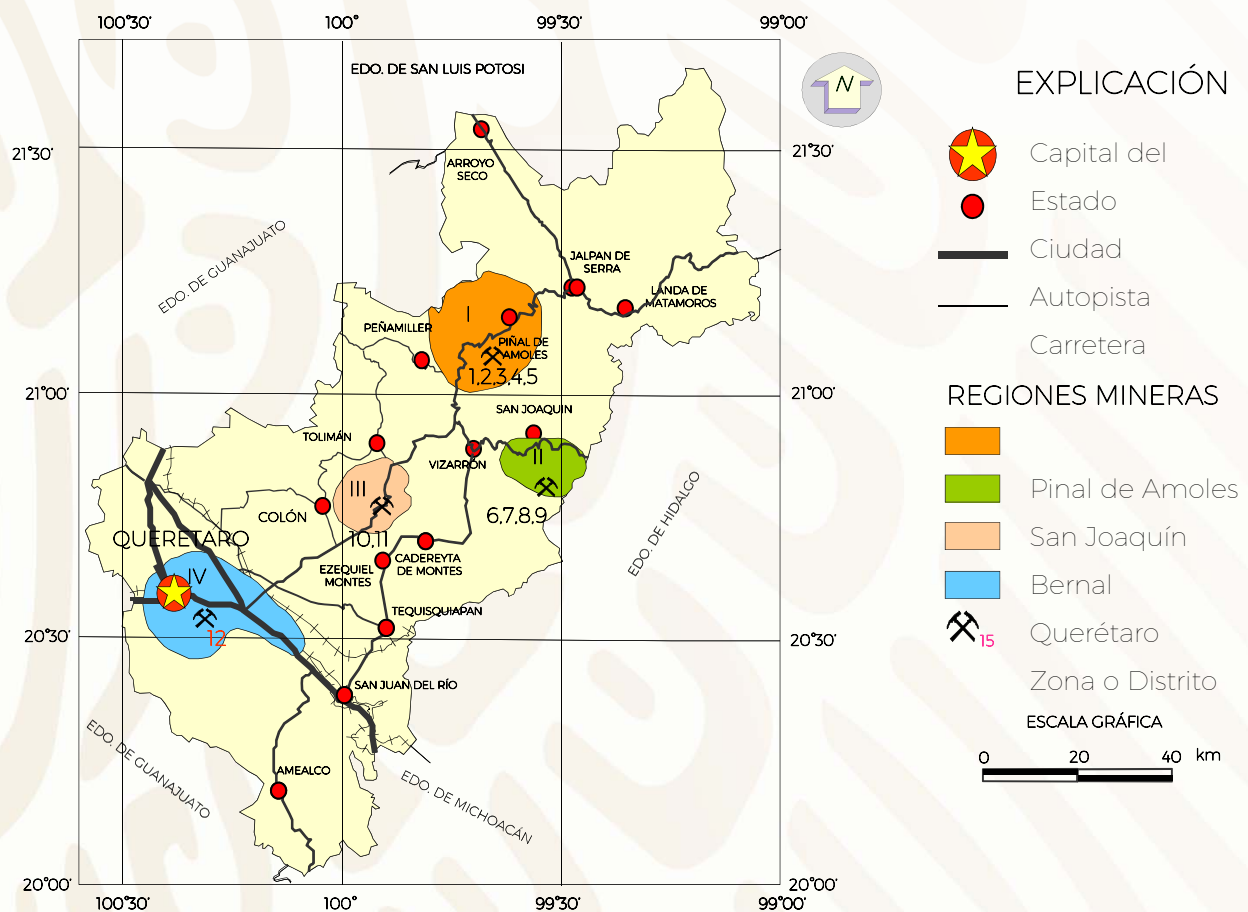 100°30'
100°
99°30'
99°00'
EDO. DE SAN LUIS POTOSI
N
21°30'
21°30'
ARROYO
SECO
EDO. DE GUANAJUATO
JALPAN DE
SERRA
LANDA DE
MATAMOROS
I
PEÑAMILLER
PIÑAL DE
AMOLES
1,2,3,4,5
21°00'
21°00'
SAN JOAQUIN
TOLIMÁN
VIZARRÓN
II
III
6,7,8,9
COLÓN
EDO. DE HIDALGO
QUERÉTARO
10,11
EZEQUIEL
MONTES
CADEREYTA
DE MONTES
IV
TEQUISQUIAPAN
12
20°30'
20°30'
SAN JUAN DEL RÍO
EDO. DE GUANAJUATO
AMEALCO
EDO. DE MICHOACÁN
20°00'
20°00'
100°30'
100°
99°30'
99°00'
EXPLICACIÓN
Capital del
Estado
Ciudad
Autopista
Carretera
REGIONES MINERAS
Pinal de Amoles
San Joaquín
Bernal
15
Querétaro
Zona o Distrito
ESCALA GRÁFICA
0 20 40 km